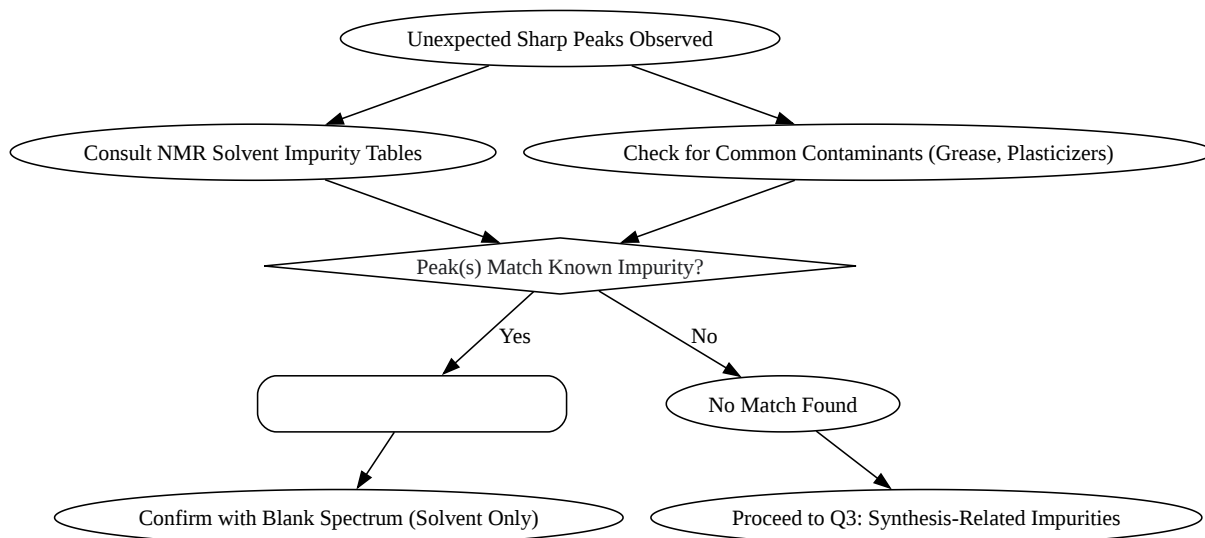 Unexpected Sharp Peaks Observed
Consult NMR Solvent Impurity Tables
Check for Common Contaminants (Grease, Plasticizers)
Peak(s) Match Known Impurity?
Yes
No
No Match Found
Confirm with Blank Spectrum (Solvent Only)
Proceed to Q3: Synthesis-Related Impurities